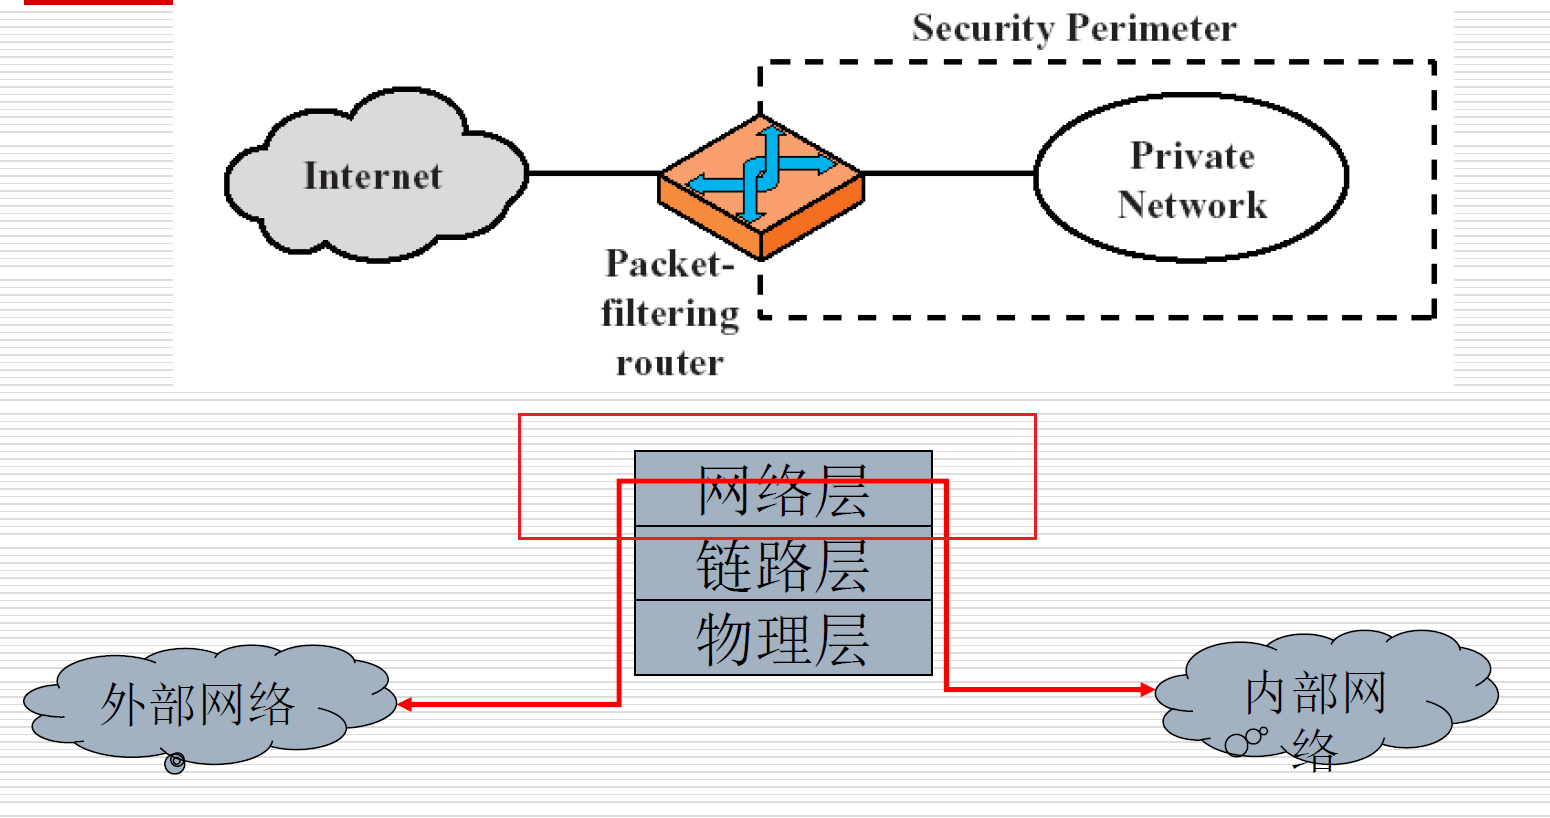 Security Perimeter
Internet
Private
Network
Packet-
filtering
router
网络层
链路层
物理层
外部网络
内部网
络